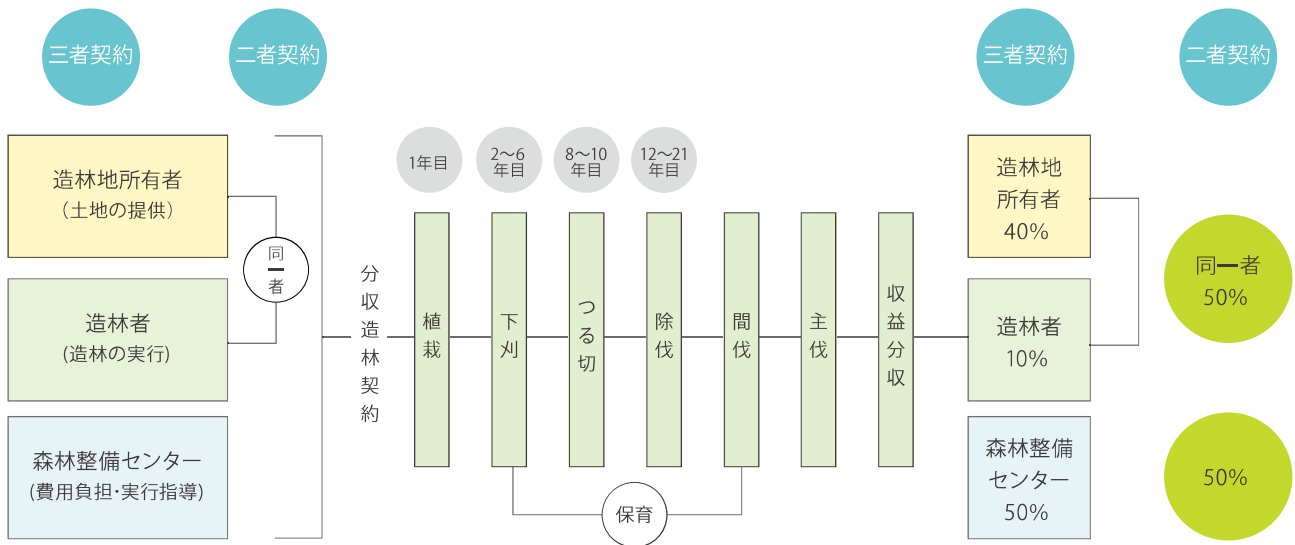 三者契約
二者契約
三者契約
二者契約
造林地所有者
（土地の提供）
造林者
(造林の実行)
森林整備センター
(費用負担・実行指導)
同一者
分収造林契約
1年目
2〜6
年目
8〜10
年目
12〜21
年目
植栽
下刈
つる切
除伐
間伐
主伐
収益分収
保育
造林地
所有者
40%
造林者
10%
森林整備
センター
50%
同一者
50%
50%